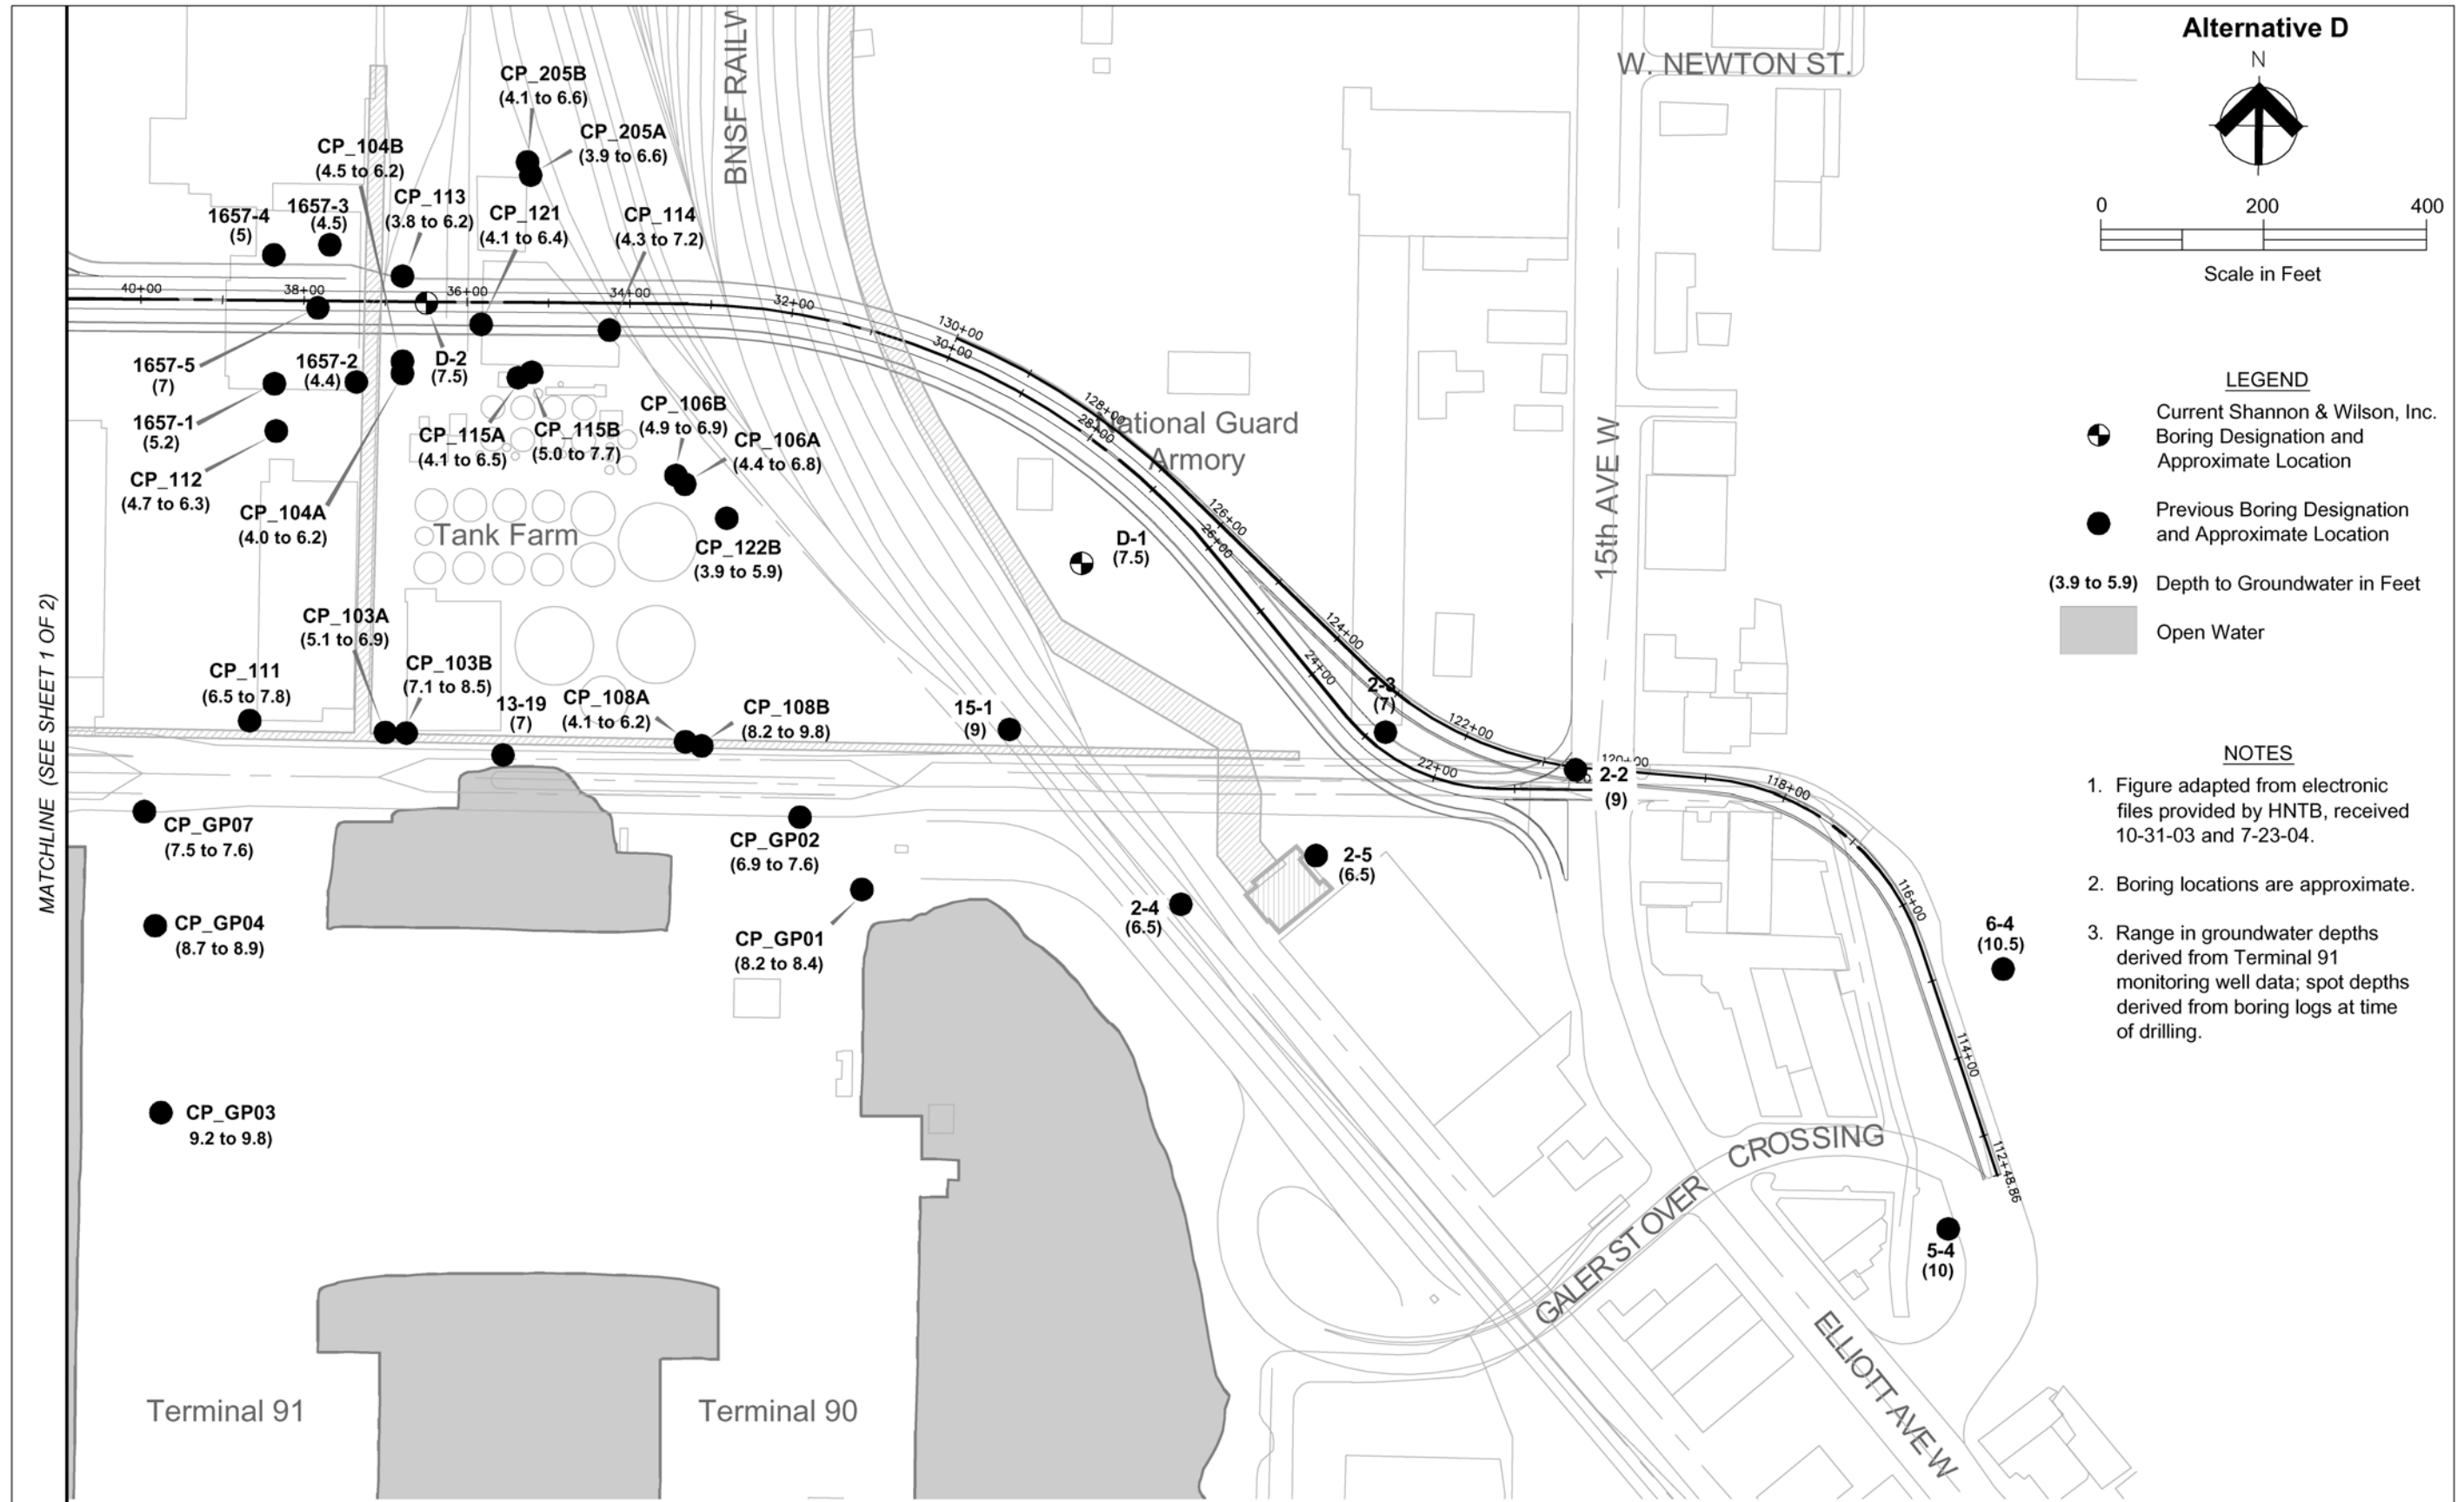 Alternative D
N
0 200 400
Scale in Feet
LEGEND
Current Shannon & Wilson, Inc.
Boring Designation and
Approximate Location
Previous Boring Designation
and Approximate Location
(3.9 to 5.9) Depth to Groundwater in Feet
Open Water
NOTES
1. Figure adapted from electronic
files provided by HNTB, received
10-31-03 and 7-23-04.
2. Boring locations are approximate.
3. Range in groundwater depths
derived from Terminal 91
monitoring well data; spot depths
derived from boring logs at time
of drilling.
MATCHLINE (SEE SHEET 1 OF 2)
BNSF RAILW
W. NEWTON ST.
15th AVE W
CP_205B
(4.1 to 6.6)
CP_205A
(3.9 to 6.6)
CP_104B
(4.5 to 6.2)
CP_113
(3.8 to 6.2)
CP_121
(4.1 to 6.4)
CP_114
(4.3 to 7.2)
1657-4
(5)
1657-3
(4.5)
40+00
38+00
36+00
34+00
32+00
130+00
30+00
128+00
28+00
126+00
26+00
124+00
24+00
122+00
22+00
120+00
118+00
116+00
114+00
112+48.86
1657-5
(7)
1657-2
(4.4)
D-2
(7.5)
1657-1
(5.2)
CP_112
(4.7 to 6.3)
CP_104A
(4.0 to 6.2)
CP_115A
(4.1 to 6.5)
CP_115B
(5.0 to 7.7)
CP_106B
(4.9 to 6.9)
CP_106A
(4.4 to 6.8)
Tank Farm
CP_122B
(3.9 to 5.9)
National Guard
Armory
D-1
(7.5)
CP_103A
(5.1 to 6.9)
CP_103B
(7.1 to 8.5)
CP_111
(6.5 to 7.8)
13-19
(7)
CP_108A
(4.1 to 6.2)
CP_108B
(8.2 to 9.8)
15-1
(9)
2-3
(7)
2-2
(9)
CP_GP07
(7.5 to 7.6)
CP_GP02
(6.9 to 7.6)
2-5
(6.5)
2-4
(6.5)
CP_GP04
(8.7 to 8.9)
CP_GP01
(8.2 to 8.4)
6-4
(10.5)
CP_GP03
9.2 to 9.8)
GALER ST OVER CROSSING
5-4
(10)
ELLIOTT AVE W
Terminal 91
Terminal 90